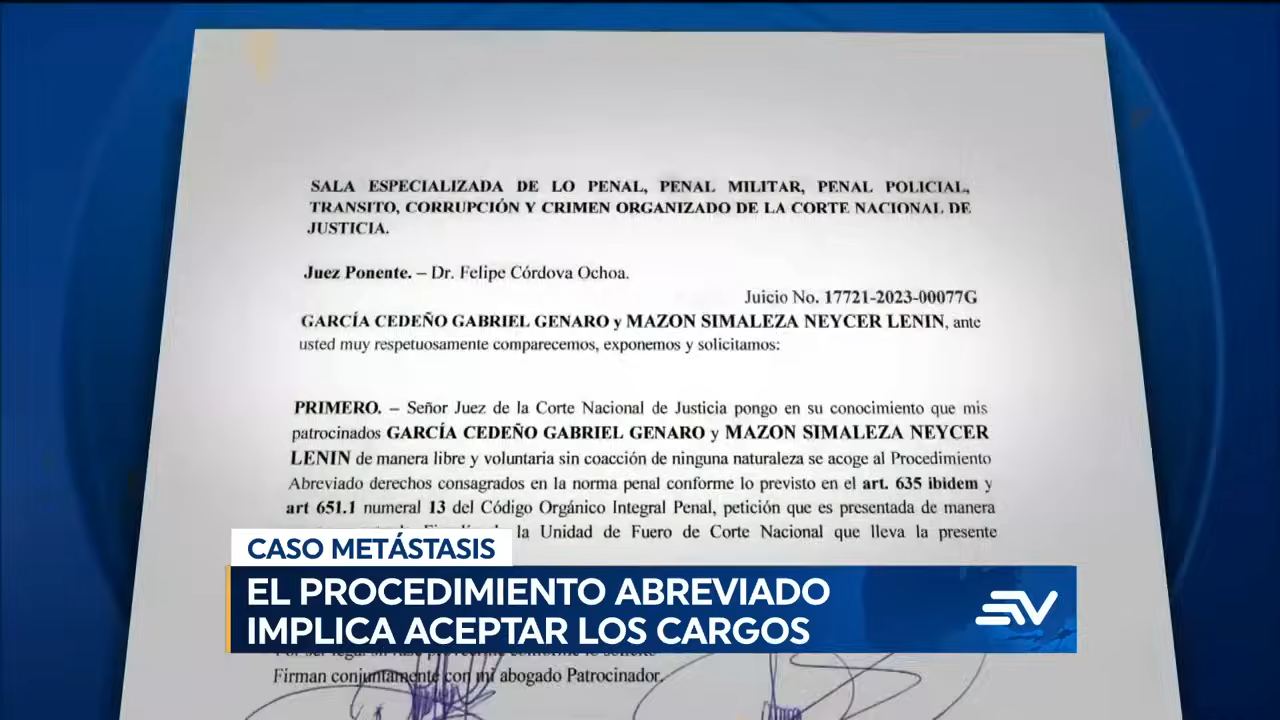 SALA ESPECIALIZADA DE LO PENAL, PENAL MILITAR, PENAL POLICIAL,
TRANSITO, CORRUPCIÓN Y CRIMEN ORGANIZADO DE LA CORTE NACIONAL DE
JUSTICIA.
Juez Ponente. – Dr. Felipe Córdova Ochoa.
Juicio No. 17721-2023-00077G
GARCÍA CEDEÑO GABRIEL GENARO y MAZON SIMALEZA NEYCER LENIN, ante
usted muy respetuosamente comparecemos, exponemos y solicitamos:
PRIMERO. – Señor Juez de la Corte Nacional de Justicia pongo en su conocimiento que mis
patrocinados GARCÍA CEDEÑO GABRIEL GENARO y MAZON SIMALEZA NEYCER
LENIN de manera libre y voluntaria sin coacción de ninguna naturaleza se acoge al Procedimiento
Abreviado derechos consagrados en la norma penal conforme lo previsto en el art. 635 ibidem y
art 651.1 numeral 13 del Código Orgánico Integral Penal, petición que es presentada de manera
la Unidad de Fuero de Corte Nacional que lleva la presente
CASO METÁSTASIS
EL PROCEDIMIENTO ABREVIADO
IMPLICA ACEPTAR LOS CARGOS
Firman conjuntamente con mi abogado Patrocinador.